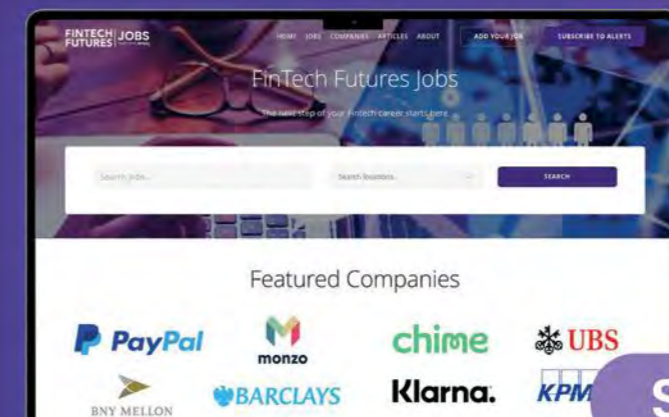 FINTECH JOBS
FUTURES
HOME JOBS COMPANIES ARTICLES ABOUT ADD YOUR JOB SUBSCRIBE TO ALERTS
FinTech Futures Jobs
The next step of your Fintech career starts here
Search Jobs... Search locations... SEARCH
Featured Companies
PayPal monzo chime UBS
BNY MELLON BARCLAYS Klarna. KPM
S